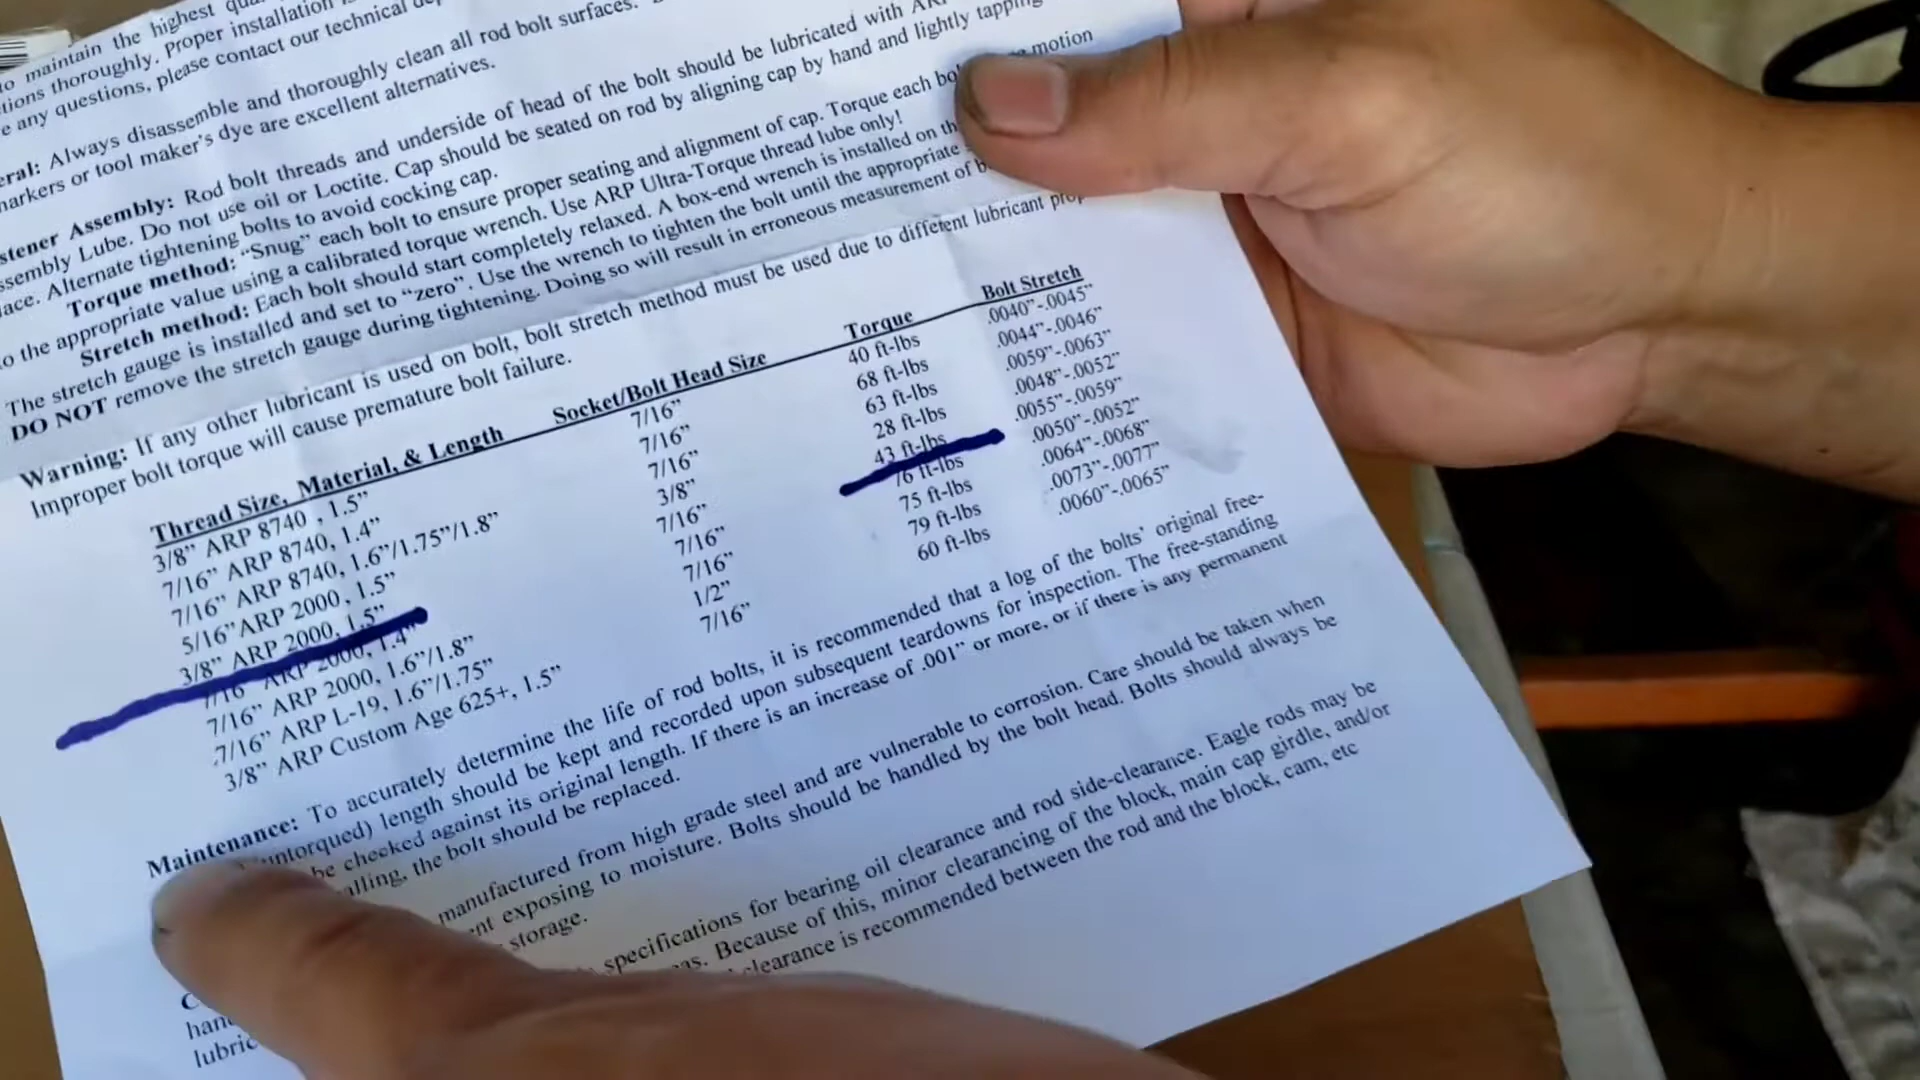 to maintain the highest
tions thoroughly. Proper installation
e any questions, please contact our technical
eral: Always disassemble and thoroughly clean all rod bolt surfaces.
markers or tool maker's dye are excellent alternatives.
stener Assembly: Rod bolt threads and underside of head of the bolt should be lubricated with
ssembly Lube. Do not use oil or Loctite. Cap should be seated on rod by aligning cap by hand and lightly tapping
ace. Alternate tightening bolts to avoid cocking cap.
Torque method: "Snug" each bolt to ensure proper seating and alignment of cap. Torque each motion
to the appropriate value using a calibrated torque wrench. Use ARP Ultra-Torque thread lube only!
Stretch method: Each bolt should start completely relaxed. A box-end wrench is installed on
The stretch gauge is installed and set to "zero". Use the wrench to tighten the bolt until the appropriate
DO NOT remove the stretch gauge during tightening. Doing so will result in erroneous measurement of
Warning: If any other lubricant is used on bolt, bolt stretch method must be used due to different lubricant
Improper bolt torque will cause premature bolt failure.
Thread Size, Material, & Length Socket/Bolt Head Size Torque Bolt Stretch
3/8" ARP 8740 , 1.5" 7/16" 40 ft-lbs .0040"-.0045"
7/16" ARP 8740, 1.4" 7/16" 68 ft-lbs .0044"-.0046"
7/16" ARP 8740, 1.6"/1.75"/1.8" 7/16" 63 ft-lbs .0059"-.0063"
5/16"ARP 2000, 1.5" 3/8" 28 ft-lbs .0048"-.0052"
3/8" ARP 2000, 1.5" 7/16" 43 ft-lbs .0055"-.0059"
7/16" ARP 2000, 1.4" 7/16" 76 ft-lbs .0050"-.0052"
7/16" ARP 2000, 1.6"/1.8" 7/16" 75 ft-lbs .0064"-.0068"
7/16" ARP L-19, 1.6"/1.75" 1/2" 79 ft-lbs .0073"-.0077"
3/8" ARP Custom Age 625+, 1.5" 7/16" 60 ft-lbs .0060"-.0065"
Maintenance: To accurately determine the life of rod bolts, it is recommended that a log of the bolts' original free-
untorqued) length should be kept and recorded upon subsequent teardowns for inspection. The free-standing
be checked against its original length. If there is an increase of .001" or more, or if there is any permanent
alling, the bolt should be replaced.
manufactured from high grade steel and are vulnerable to corrosion. Care should be taken when
nt exposing to moisture. Bolts should be handled by the bolt head. Bolts should always be
storage.
specifications for bearing oil clearance and rod side-clearance. Eagle rods may be
as. Because of this, minor clearancing of the block, main cap girdle, and/or
clearance is recommended between the rod and the block, cam, etc
C
han
lubric